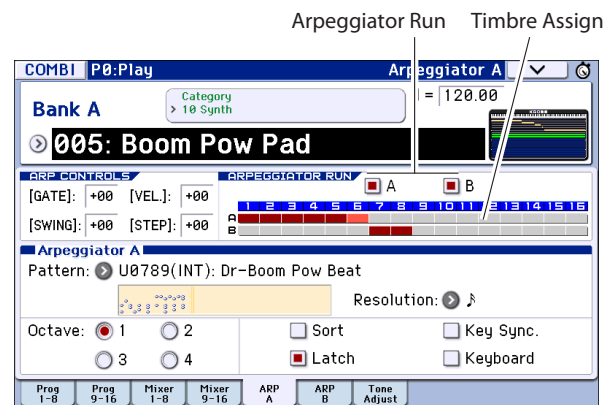 Arpeggiator Run Timbre Assign
COMBI P0:Play Arpeggiator A
Bank A
Category
10 Synth
= 120.00
005: Boom Pow Pad
ARP CONTROLS
ARPEGGIATOR RUN
A B
[GATE]: +00 [VEL.]: +00
1 2 3 4 5 6 7 8 9 10 11 12 13 14 15 16
A
[SWING]: +00 [STEP]: +00
B
Arpeggiator A
Pattern: U0789(INT): Dr-Boom Pow Beat
Resolution:
Octave: 1 2 Sort Key Sync.
3 4 Latch Keyboard
Prog 1-8 Prog 9-16 Mixer 1-8 Mixer 9-16 ARP A ARP B Tone Adjust